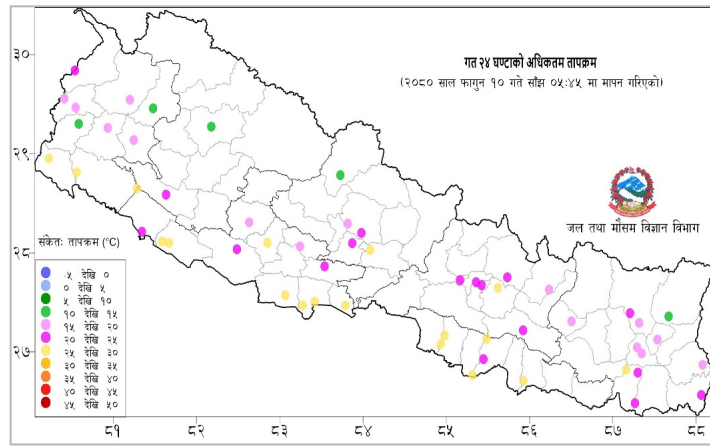 गत २४ घण्टाको अधिकतम तापक्रम
(२०८० साल फागुन १० गते साँझ ०५:४५ मा मापन गरिएको)
३०
२९
२८
२७
जल तथा मौसम विज्ञान विभाग
संकेतः तापक्रम (°C)
-५ देखि ०
० देखि ५
५ देखि १०
१० देखि १५
१५ देखि २०
२० देखि २५
२५ देखि ३०
३० देखि ३५
३५ देखि ४०
४० देखि ४५
४५ देखि ५०
८१ ८२ ८३ ८४ ८५ ८६ ८७ ८८